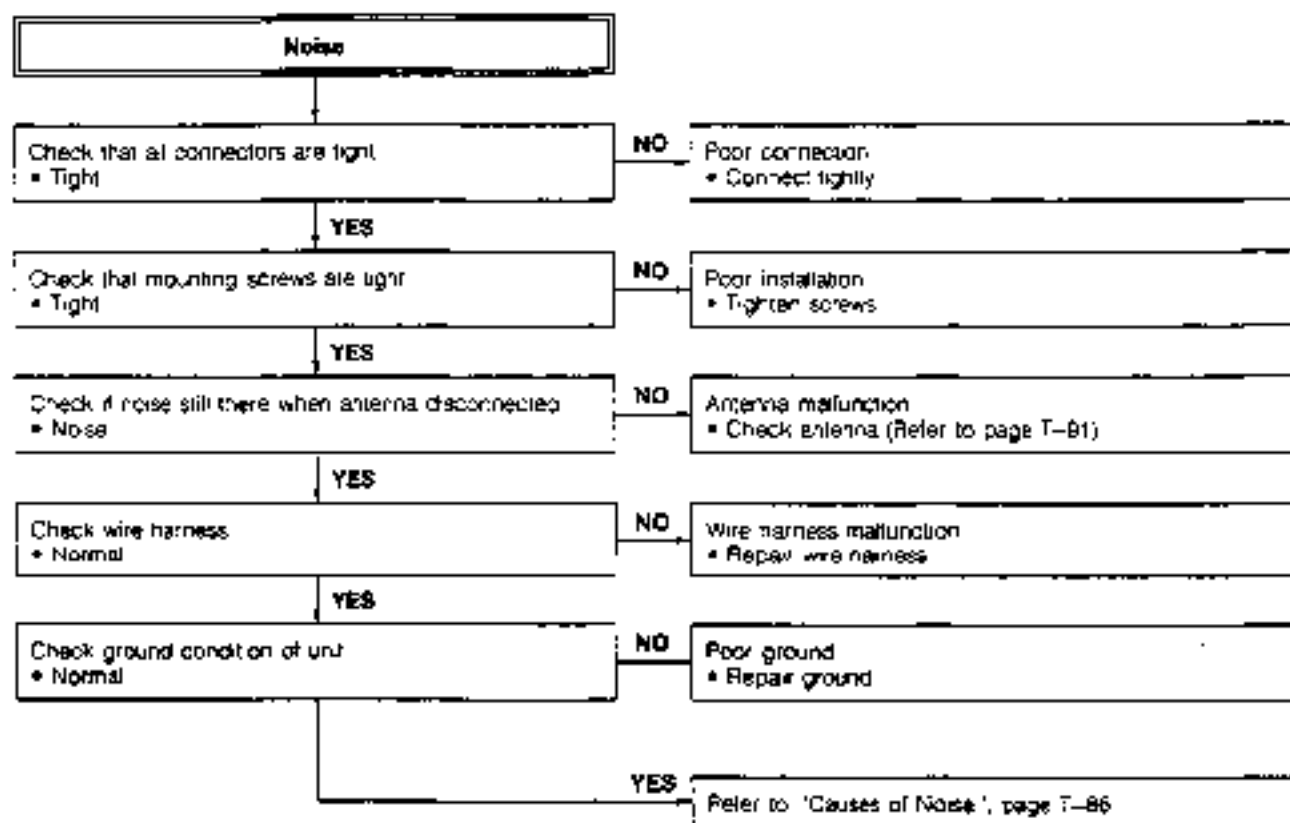 Noise
Check that all connectors are tight
• Tight
NO
Poor connection
• Connect tightly
YES
Check that mounting screws are tight
• Tight
NO
Poor installation
• Tighten screws
YES
Check if noise still there when antenna disconnected
• Noise
NO
Antenna malfunction
• Check antenna (Refer to page T–81)
YES
Check wire harness
• Normal
NO
Wire harness malfunction
• Repair wire harness
YES
Check ground condition of unit
• Normal
NO
Poor ground
• Repair ground
YES
Refer to "Causes of Noise", page T–86